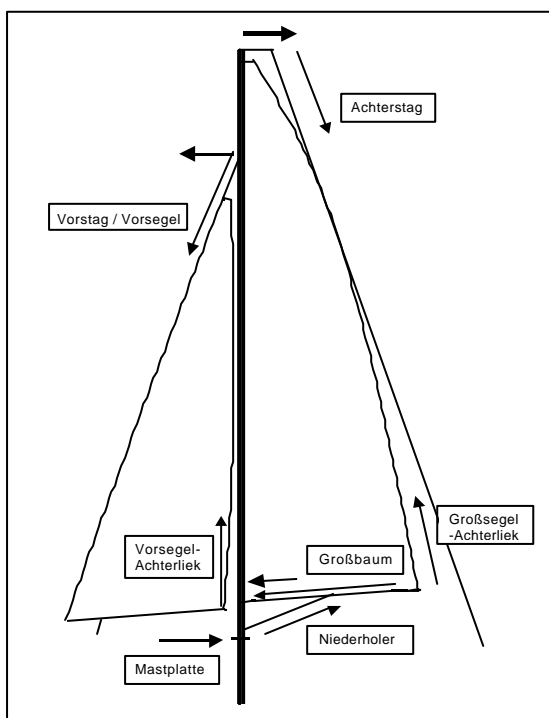 Achterstag
Vorstag / Vorsegel
Großsegel
-Achterliek
Vorsegel-
Achterliek
Großbaum
Niederholer
Mastplatte